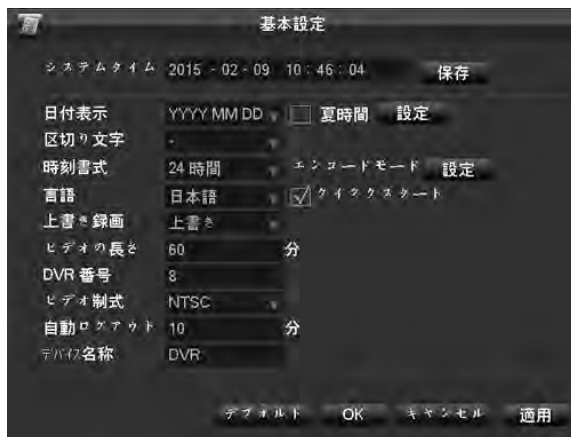 基本設定
システムタイム 2015 - 02 - 09 10 : 46 : 04 保存
日付表示 YYYY MM DD 夏時間 設定
区切り文字 -
時刻書式 24 時間 エンコードモード 設定
言語 日本語 クイックスタート
上書き録画 上書き
ビデオの長さ 60 分
DVR 番号 8
ビデオ制式 NTSC
自動ログアウト 10 分
デバイス名称 DVR
デフォルト OK キャンセル 適用